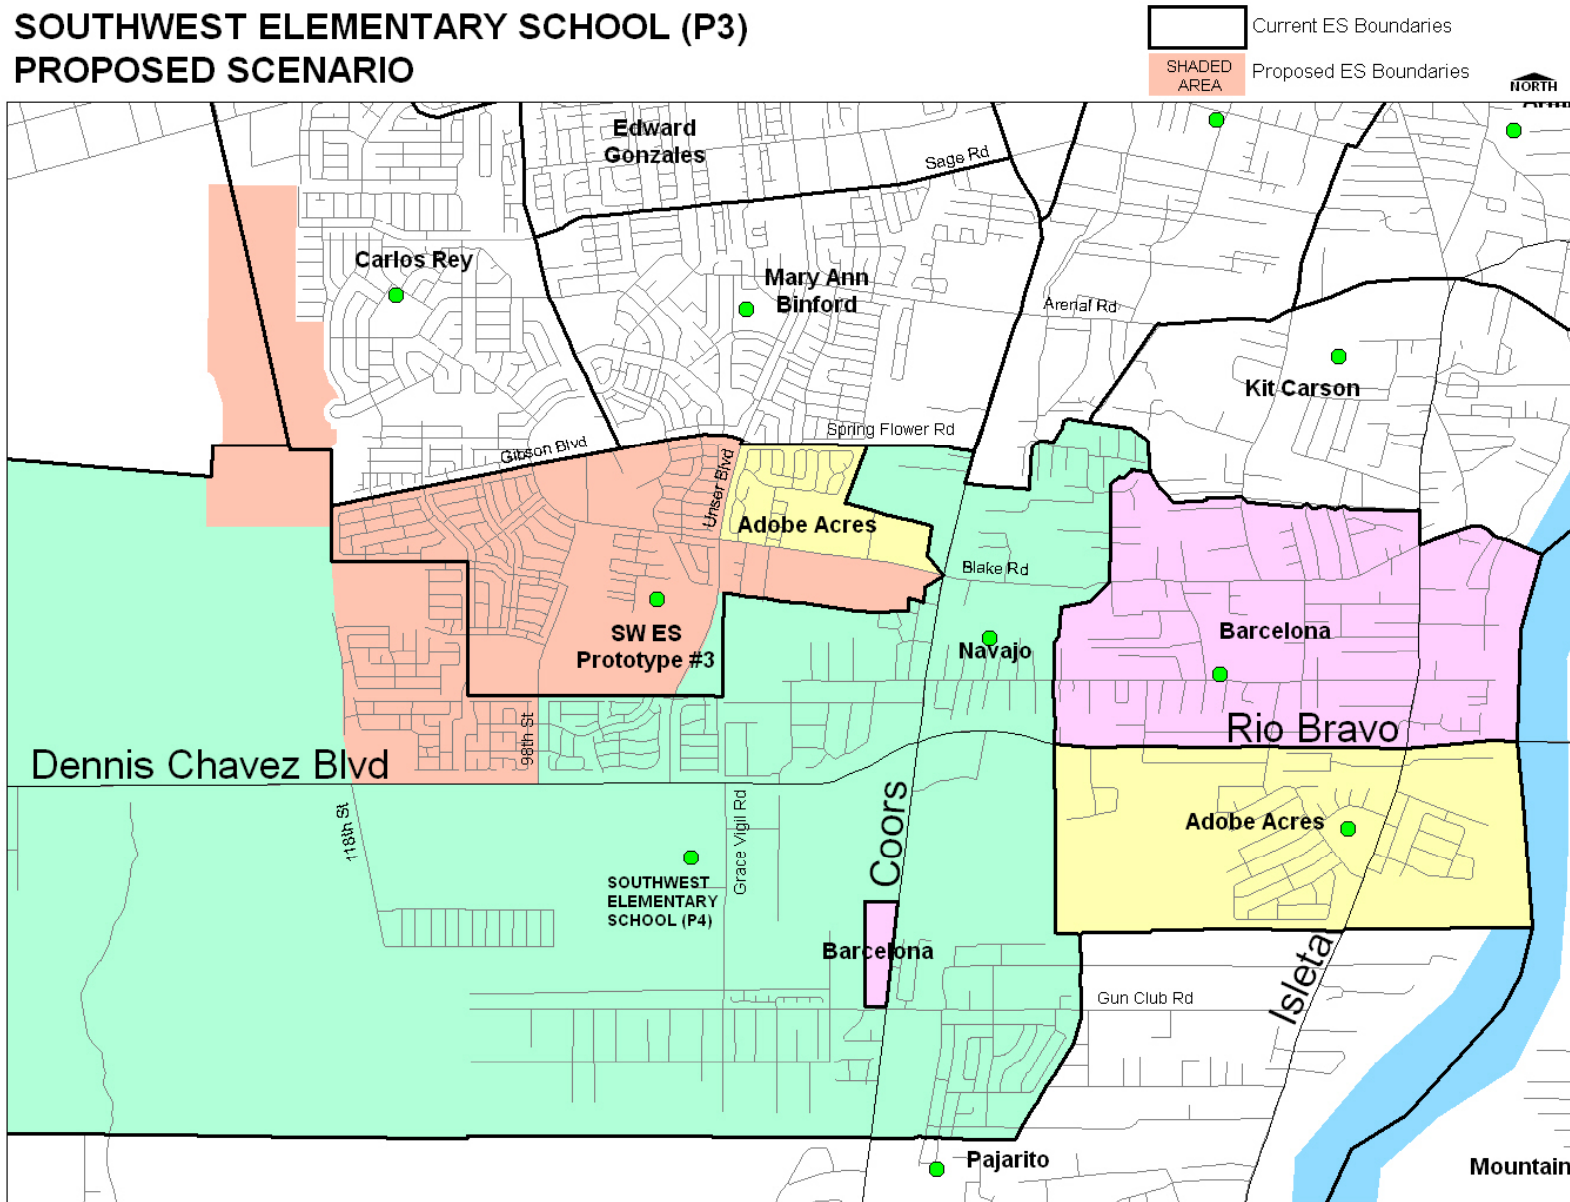 SOUTHWEST ELEMENTARY SCHOOL (P3)
PROPOSED SCENARIO
Current ES Boundaries
SHADED
AREA
Proposed ES Boundaries
NORTH
Edward
Gonzales
Sage Rd
Carlos Rey
Mary Ann
Binford
Arenal Rd
Kit Carson
Gibson Blvd
Spring Flower Rd
Unser Blvd
Adobe Acres
Blake Rd
SW ES
Prototype #3
Navajo
Barcelona
98th St
Rio Bravo
Dennis Chavez Blvd
118th St
Grace Vigil Rd
Coors
Adobe Acres
SOUTHWEST
ELEMENTARY
SCHOOL (P4)
Barcelona
Isleta
Gun Club Rd
Pajarito
Mountain